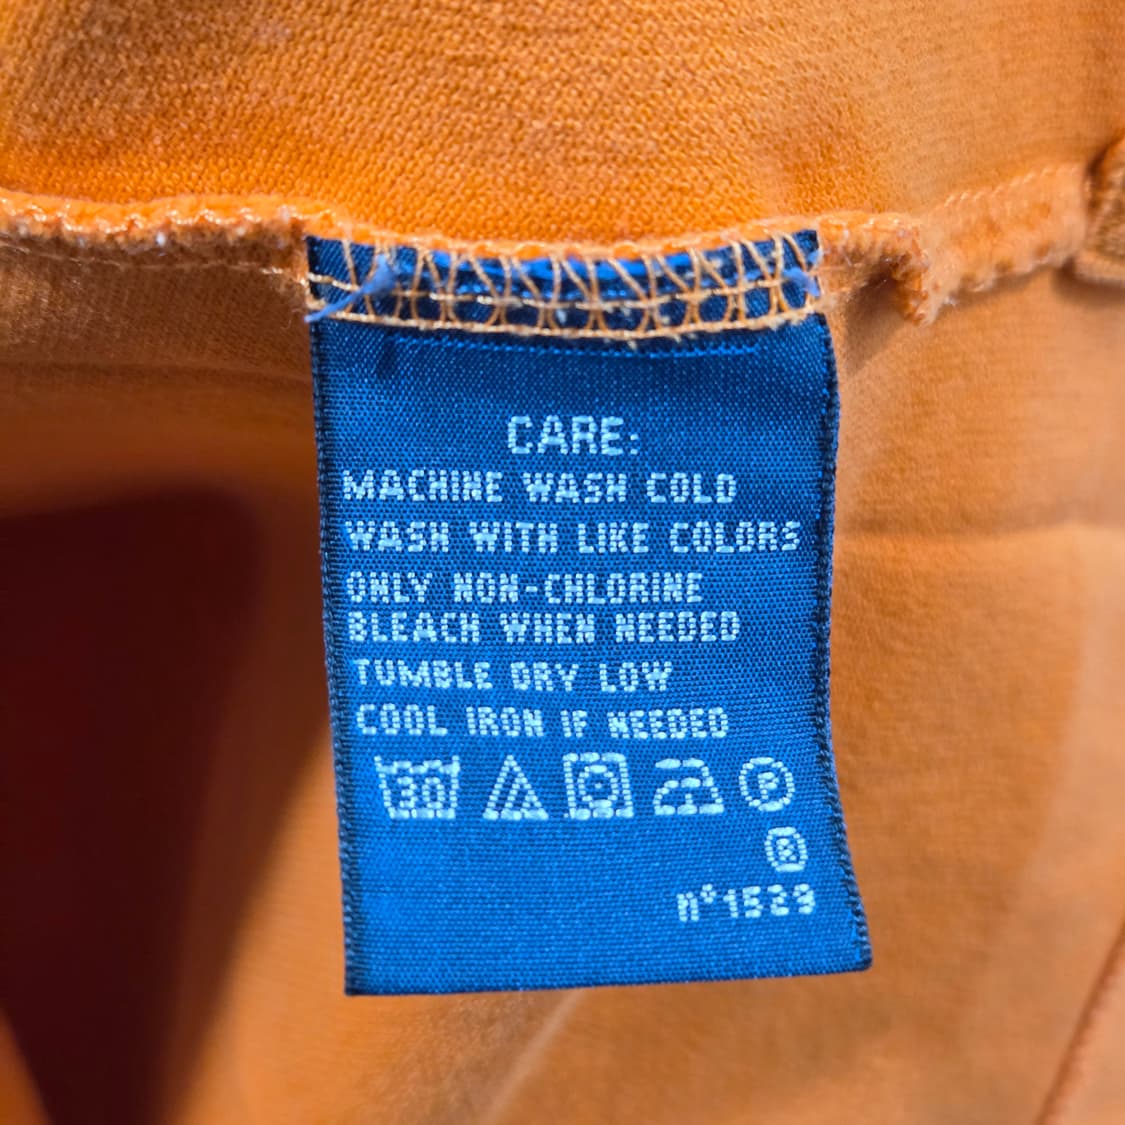 CARE:
MACHINE WASH COLD
WASH WITH LIKE COLORS
ONLY NON-CHLORINE
BLEACH WHEN NEEDED
TUMBLE DRY LOW
COOL IRON IF NEEDED
30 P
B
n°1529